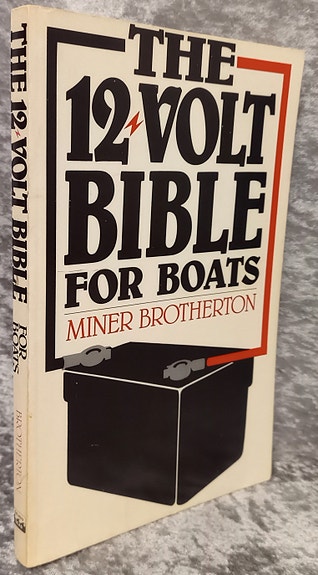 THE
12 VOLT
BIBLE
FOR BOATS
MINER BROTHERTON
THE 12 VOLT BIBLE FOR BOATS
BROTHERTON